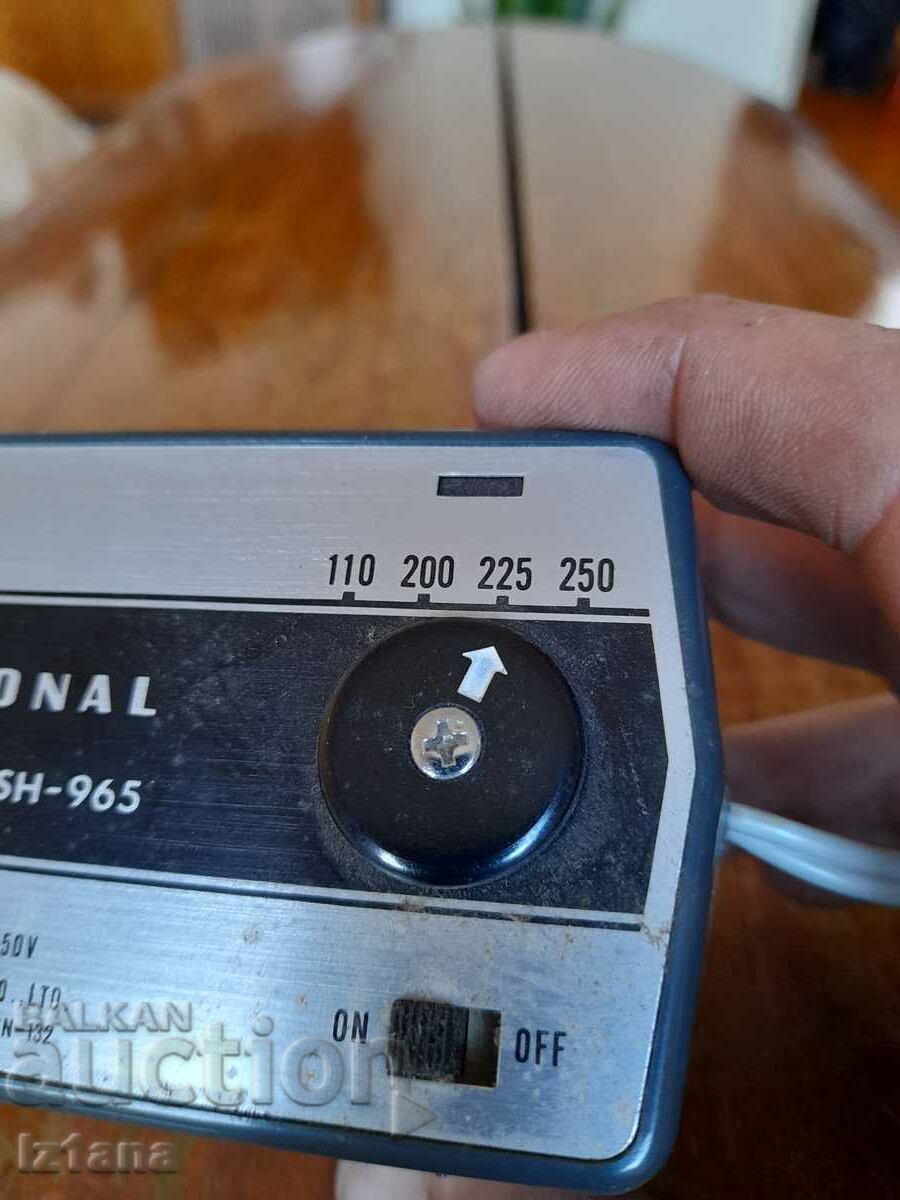 110 200 225 250
ONAL
SH-965
50V
LTD
N-132
ON OFF
BALKAN
auction
Iz1ana